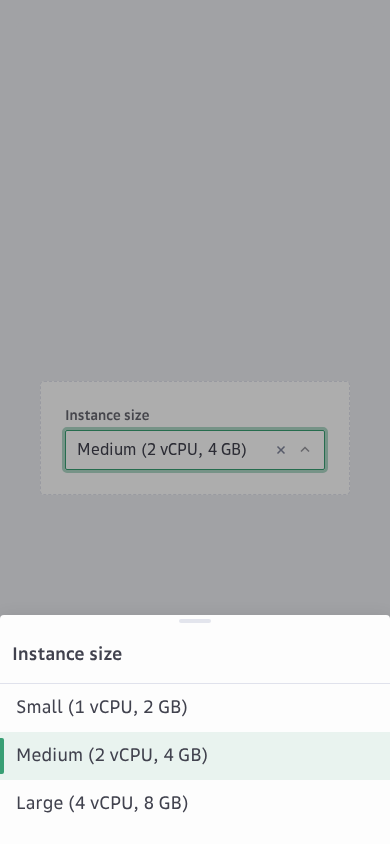 Instance size
Medium (2 vCPU, 4 GB)
Instance size
Small (1 vCPU, 2 GB)
Medium (2 vCPU, 4 GB)
Large (4 vCPU, 8 GB)